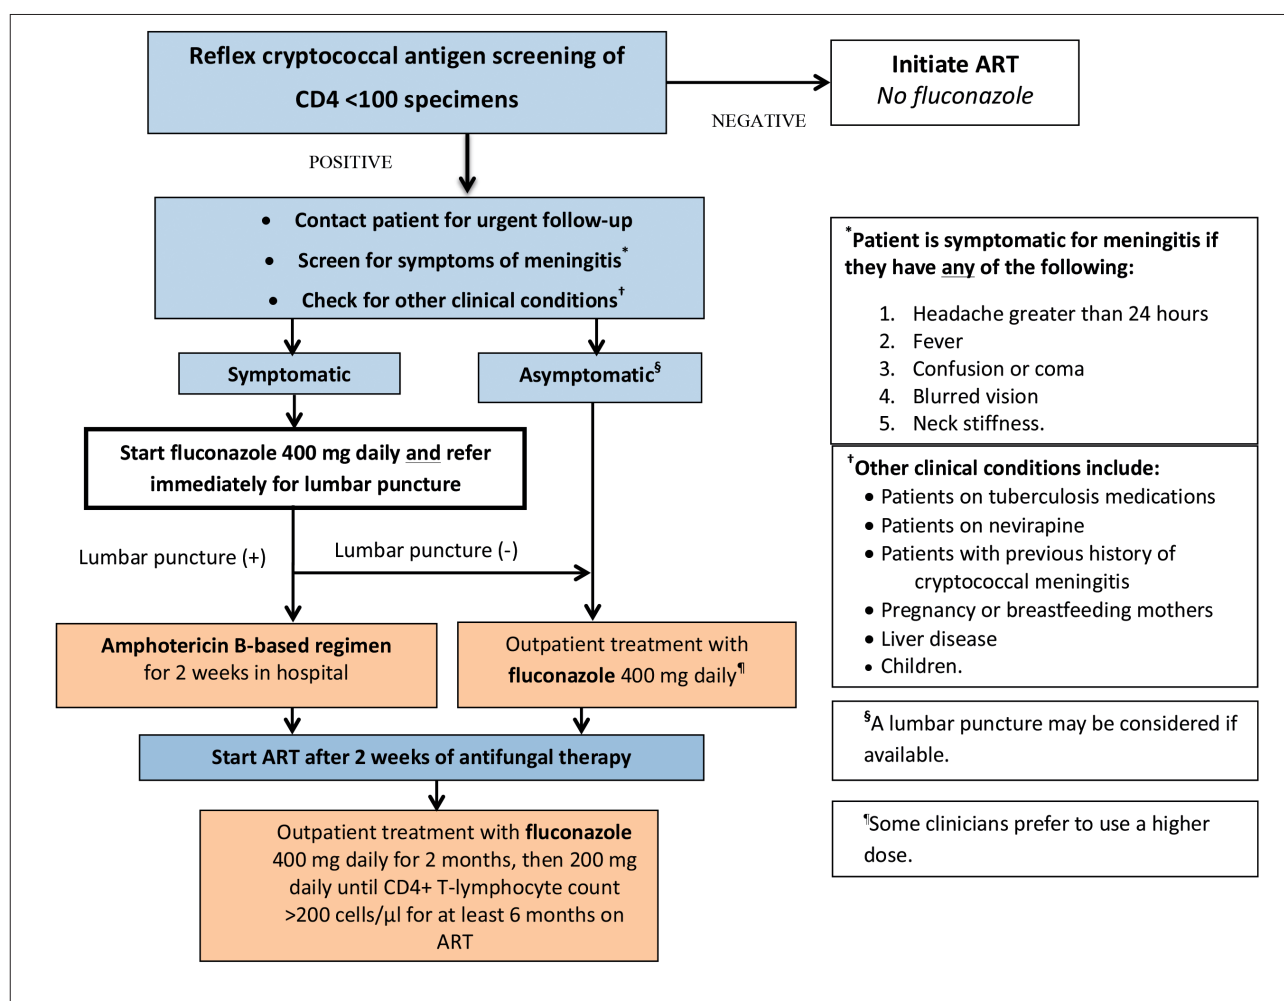 Reflex cryptococcal antigen screening of
CD4 <100 specimens
Initiate ART
No fluconazole
NEGATIVE
POSITIVE
• Contact patient for urgent follow-up
• Screen for symptoms of meningitis*
• Check for other clinical conditions†
Symptomatic
Asymptomatic§
Start fluconazole 400 mg daily and refer
immediately for lumbar puncture
Lumbar puncture (+)
Lumbar puncture (-)
Amphotericin B-based regimen
for 2 weeks in hospital
Outpatient treatment with
fluconazole 400 mg daily¶
Start ART after 2 weeks of antifungal therapy
Outpatient treatment with fluconazole
400 mg daily for 2 months, then 200 mg
daily until CD4+ T-lymphocyte count
>200 cells/µl for at least 6 months on
ART
*Patient is symptomatic for meningitis if
they have any of the following:
1. Headache greater than 24 hours
2. Fever
3. Confusion or coma
4. Blurred vision
5. Neck stiffness.
†Other clinical conditions include:
• Patients on tuberculosis medications
• Patients on nevirapine
• Patients with previous history of
cryptococcal meningitis
• Pregnancy or breastfeeding mothers
• Liver disease
• Children.
§A lumbar puncture may be considered if
available.
¶Some clinicians prefer to use a higher
dose.